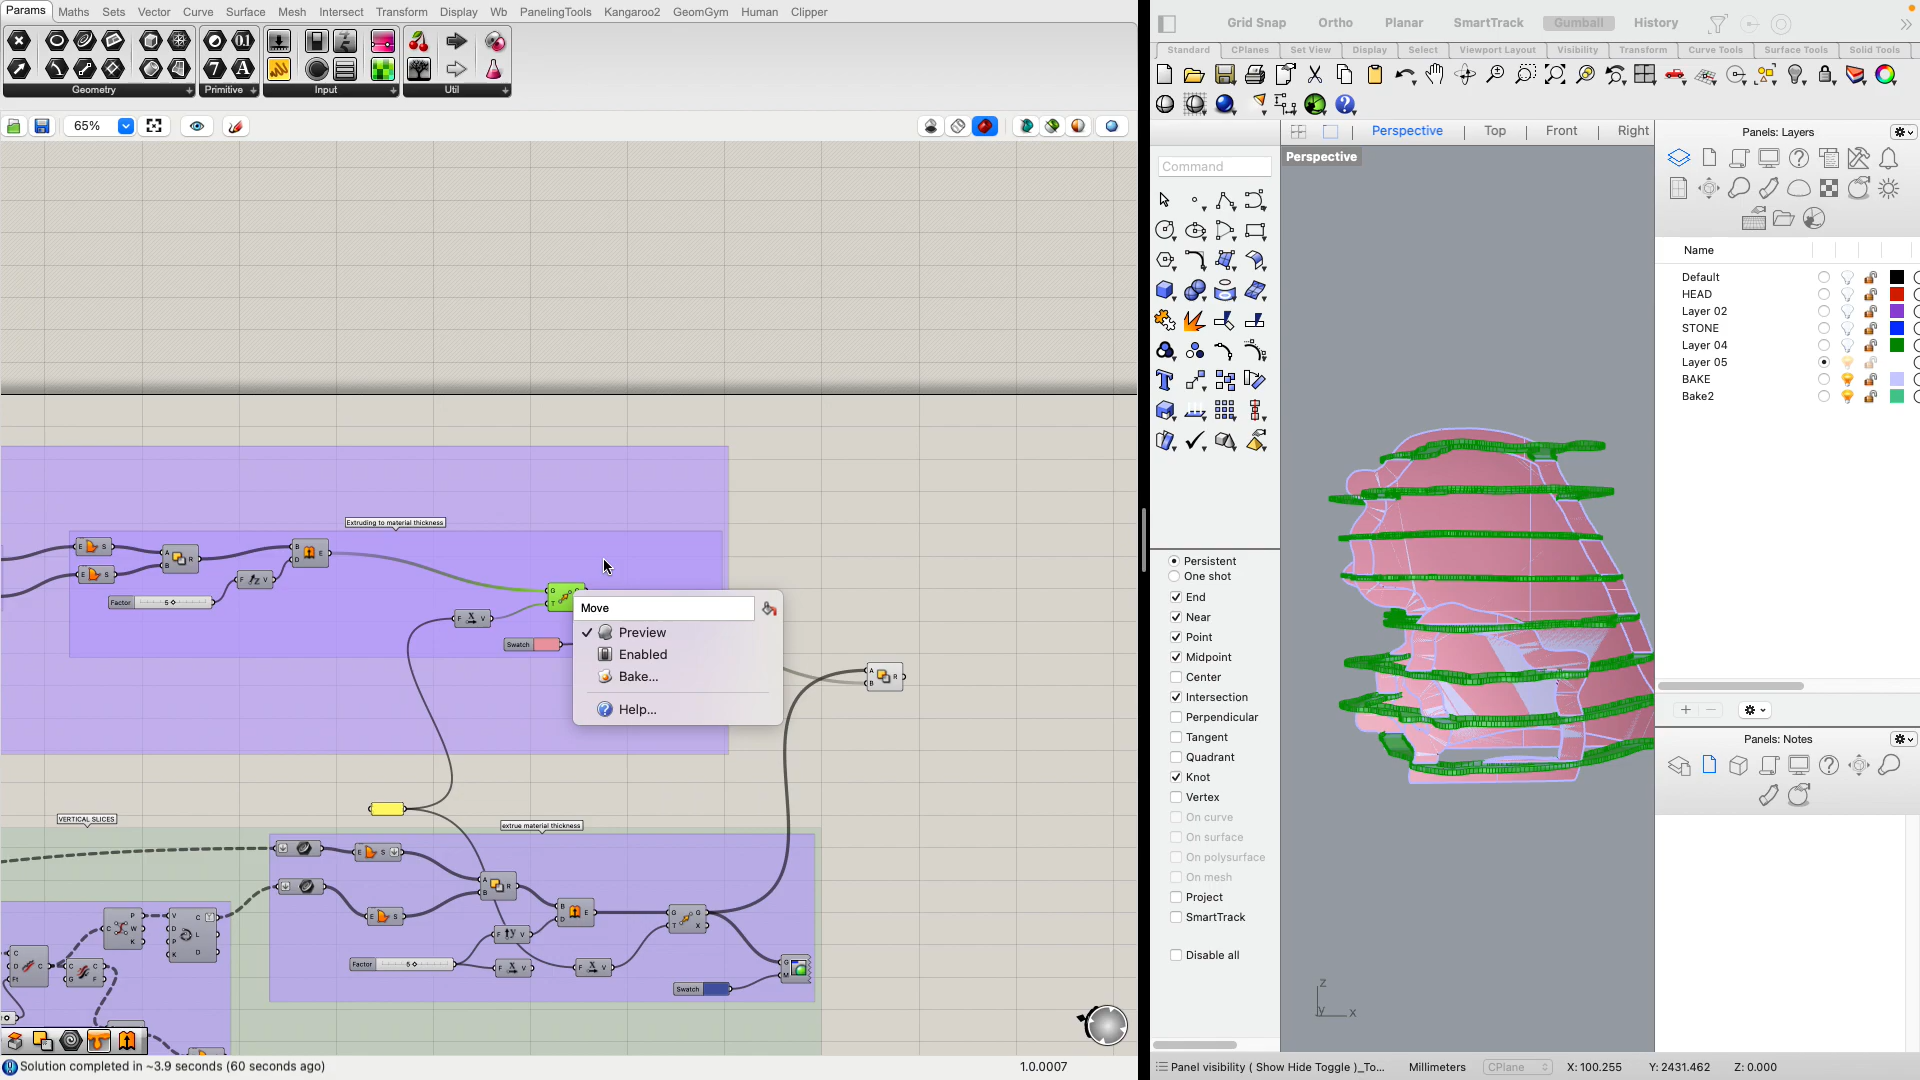 Params Maths Sets Vector Curve Surface Mesh Intersect Transform Display Wb PanelingTools Kangaroo2 GeomGym Human Clipper
Geometry Primitive Input Util
65%
Extruding to material thickness
E S
A R
B
B E
D
E S
F Z V
Factor 5
G
T
F X V
Swatch
Move
Preview
Enabled
Bake...
Help...
A R
B
VERTICAL SLICES
extrue material thickness
E S
A R
B
E S
B E
D
G G
T X
F Y V
Factor 5
F X V
F X V
G
M
Swatch
P
C W
K
V C
D L
P
K D
C
D C
Ft
C C
G F
Solution completed in ~3.9 seconds (60 seconds ago)
1.0.0007
Grid Snap Ortho Planar SmartTrack Gumball History
Standard CPlanes Set View Display Select Viewport Layout Visibility Transform Curve Tools Surface Tools Solid Tools
Perspective Top Front Right
Command
Perspective
Panels: Layers
Name
Default
HEAD
Layer 02
STONE
Layer 04
Layer 05
BAKE
Bake2
Persistent
One shot
End
Near
Point
Midpoint
Center
Intersection
Perpendicular
Tangent
Quadrant
Knot
Vertex
On curve
On surface
On polysurface
On mesh
Project
SmartTrack
Disable all
Panels: Notes
z
y x
Panel visibility ( Show Hide Toggle )_To... Millimeters CPlane X: 100.255 Y: 2431.462 Z: 0.000